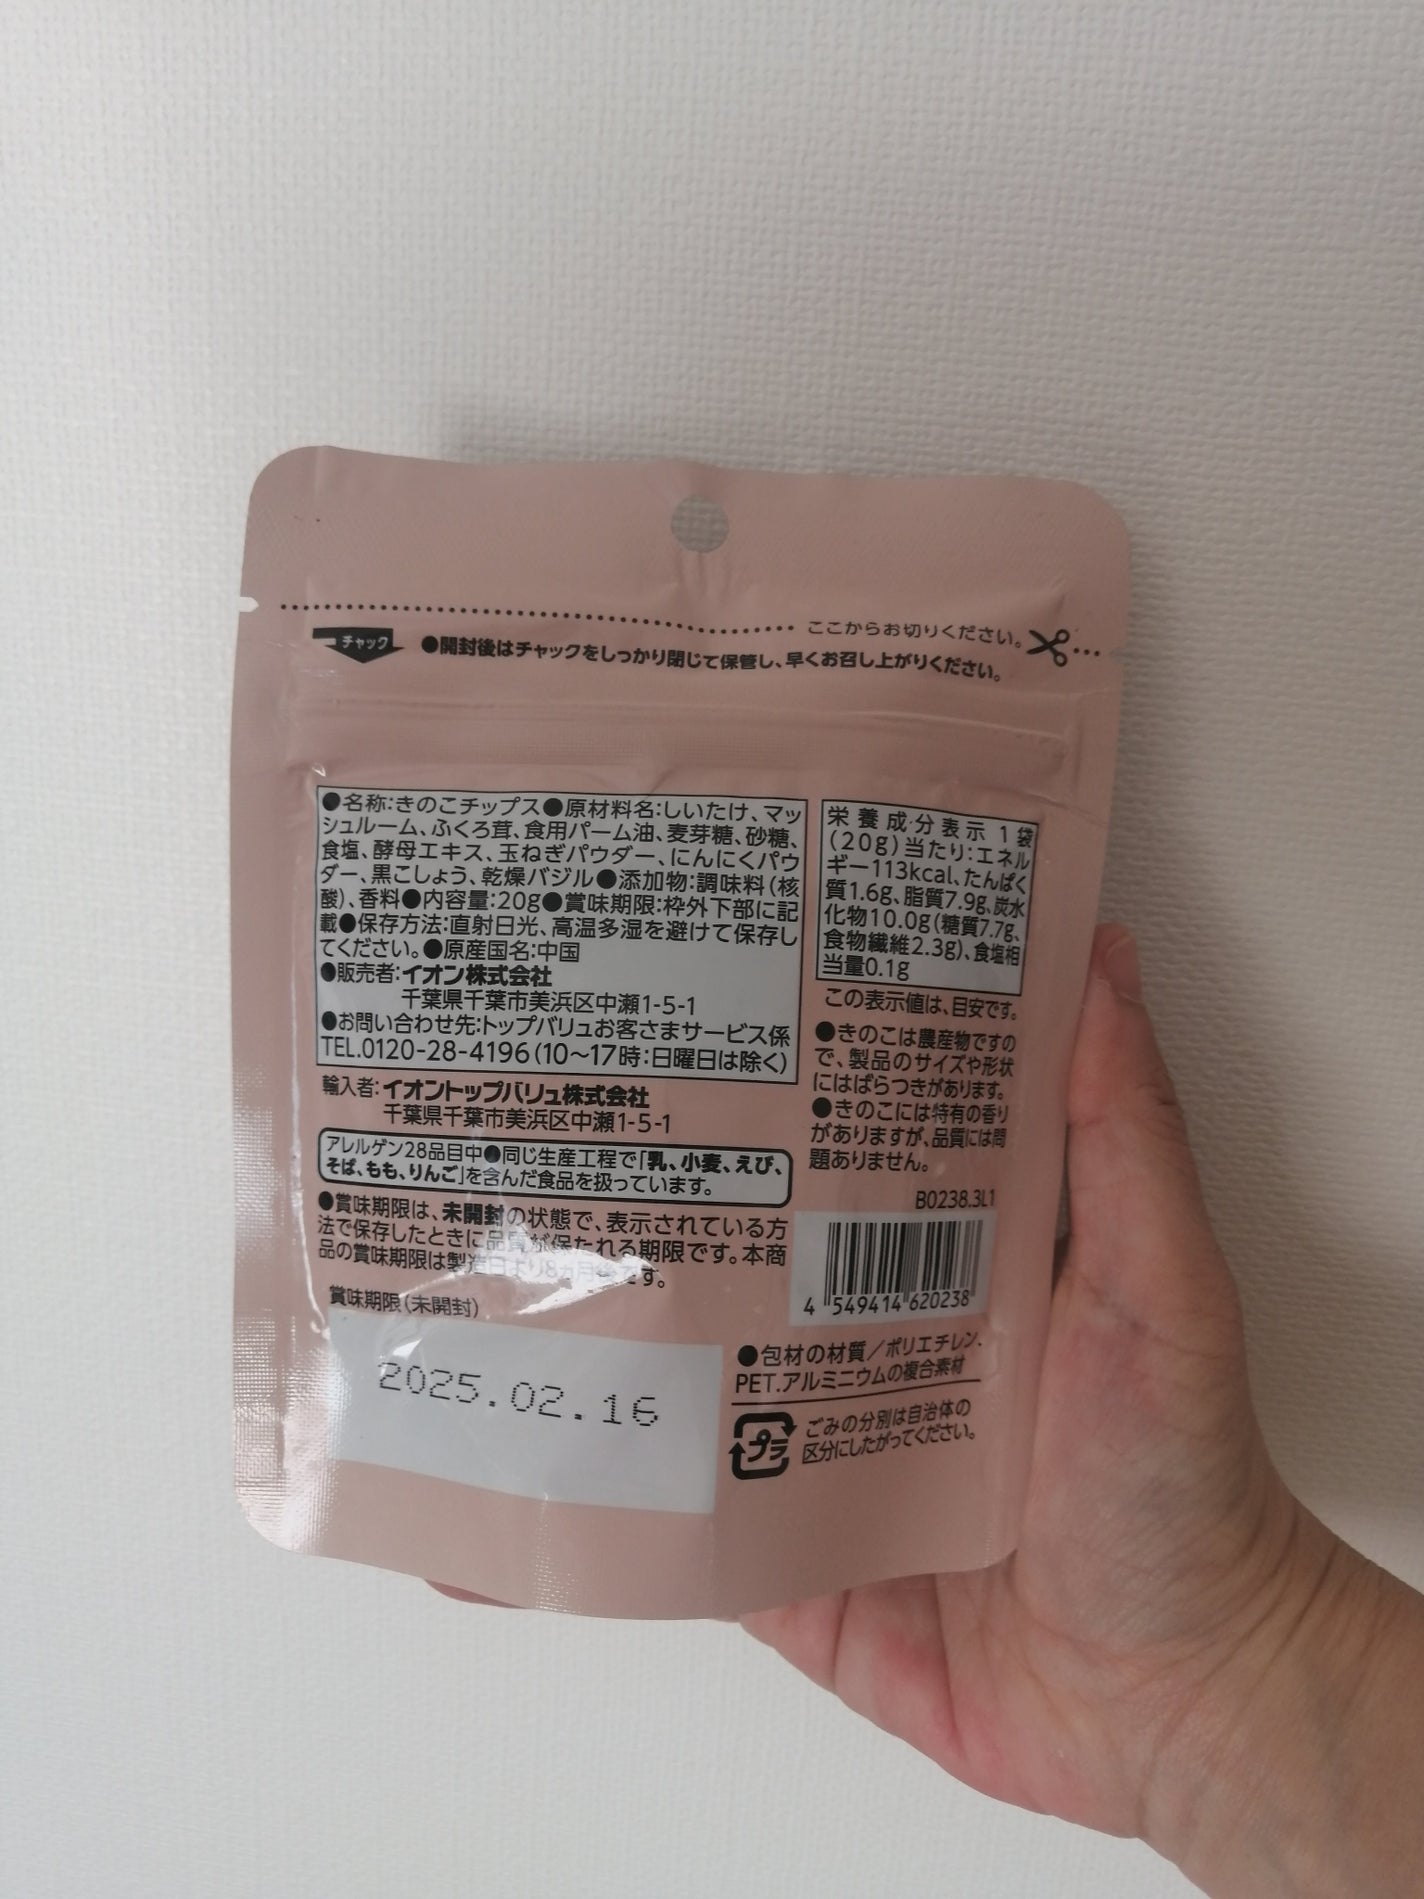 ここからお切りください。
チャック
●開封後はチャックをしっかり閉じて保管し、早くお召し上がりください。
●名称:きのこチップス●原材料名:しいたけ、マッ
シュルーム、ふくろ茸、食用パーム油、麦芽糖、砂糖、
食塩、酵母エキス、玉ねぎパウダー、にんにくパウ
ダー、黒こしょう、乾燥バジル●添加物:調味料(核
酸)、香料●内容量:20g●賞味期限:枠外下部に記
載●保存方法:直射日光、高温多湿を避けて保存し
てください。●原産国名:中国
●販売者:イオン株式会社
千葉県千葉市美浜区中瀬1-5-1
●お問い合わせ先:トップバリュお客さまサービス係
TEL.0120-28-4196(10〜17時:日曜日は除く)
輸入者:イオントップバリュ株式会社
千葉県千葉市美浜区中瀬1-5-1
アレルゲン28品目中●同じ生産工程で「乳、小麦、えび、
そば、もも、りんご」を含んだ食品を扱っています。
●賞味期限は、未開封の状態で、表示されている方
法で保存したときに品質が保たれる期限です。本商
品の賞味期限は製造日より8ヵ月後です。
賞味期限(未開封)
2025.02.16
栄養成分表示 1袋
(20g)当たり:エネル
ギー113kcal、たんぱく
質1.6g、脂質7.9g、炭水
化物10.0g(糖質7.7g、
食物繊維2.3g)、食塩相
当量0.1g
この表示値は、目安です。
●きのこは農産物ですの
で、製品のサイズや形状
にはばらつきがあります。
●きのこには特有の香り
がありますが、品質には問
題ありません。
B0238.3L1
4 549414 620238
●包材の材質/ポリエチレン.
PET.アルミニウムの複合素材
プラ
ごみの分別は自治体の
区分にしたがってください。